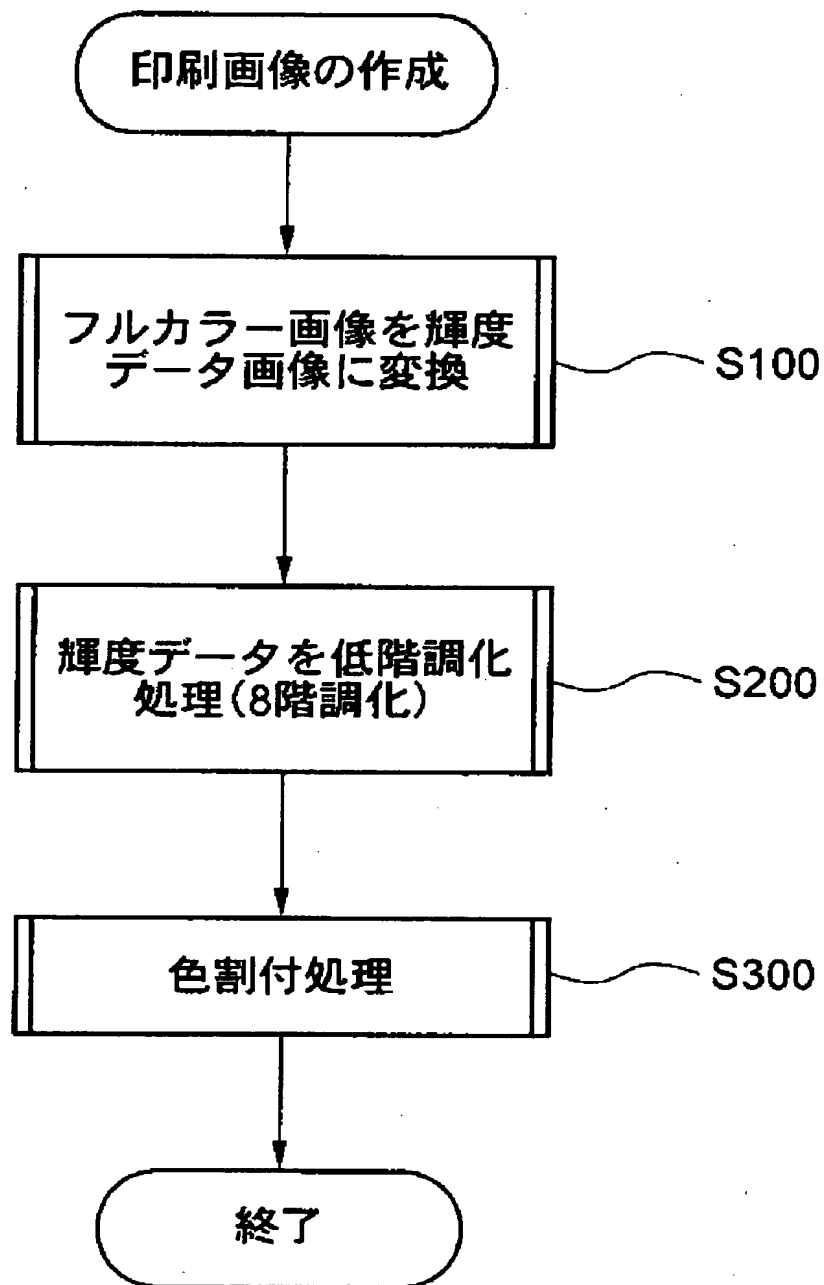 印刷画像の作成
フルカラー画像を輝度
データ画像に変換
S100
輝度データを低階調化
処理(8階調化)
S200
色割付処理
S300
終了